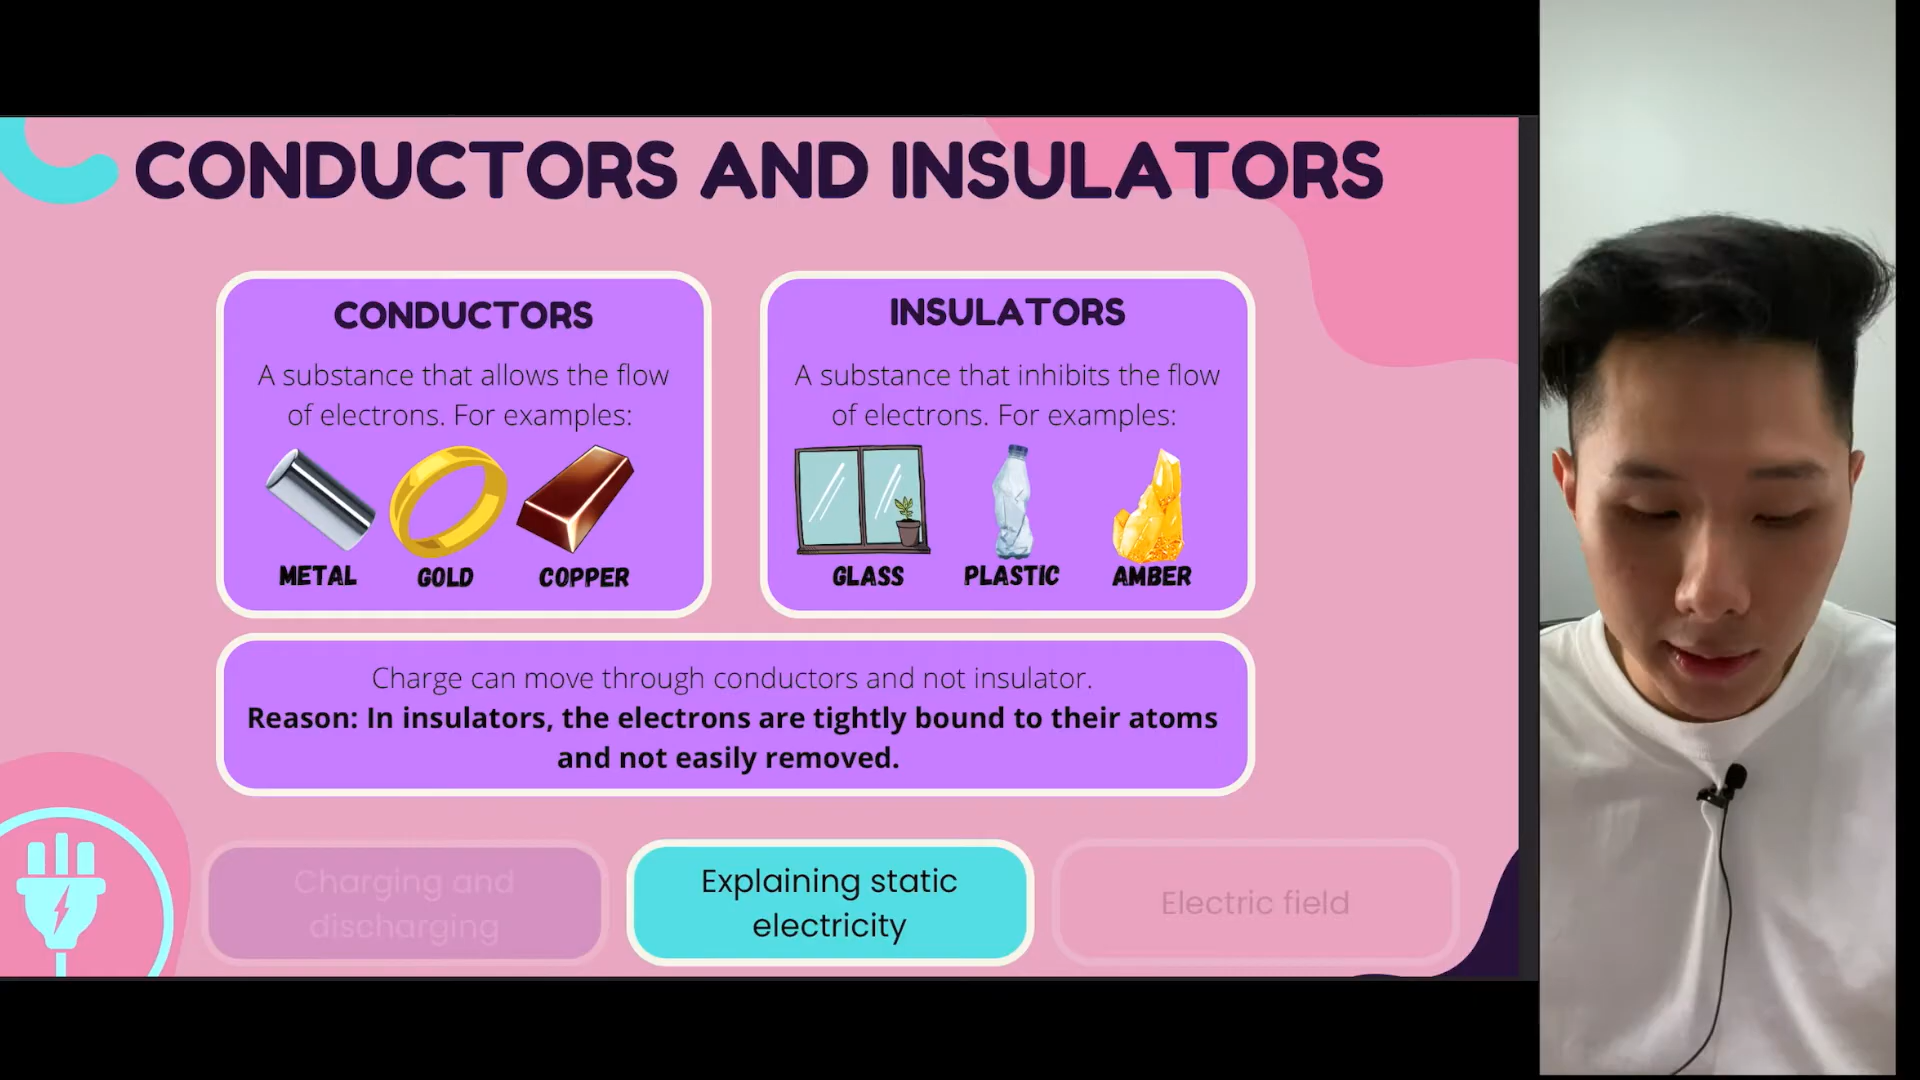 CONDUCTORS AND INSULATORS
CONDUCTORS
A substance that allows the flow
of electrons. For examples:
METAL
GOLD
COPPER
INSULATORS
A substance that inhibits the flow
of electrons. For examples:
GLASS
PLASTIC
AMBER
Charge can move through conductors and not insulator.
Reason: In insulators, the electrons are tightly bound to their atoms
and not easily removed.
Charging and
discharging
Explaining static
electricity
Electric field